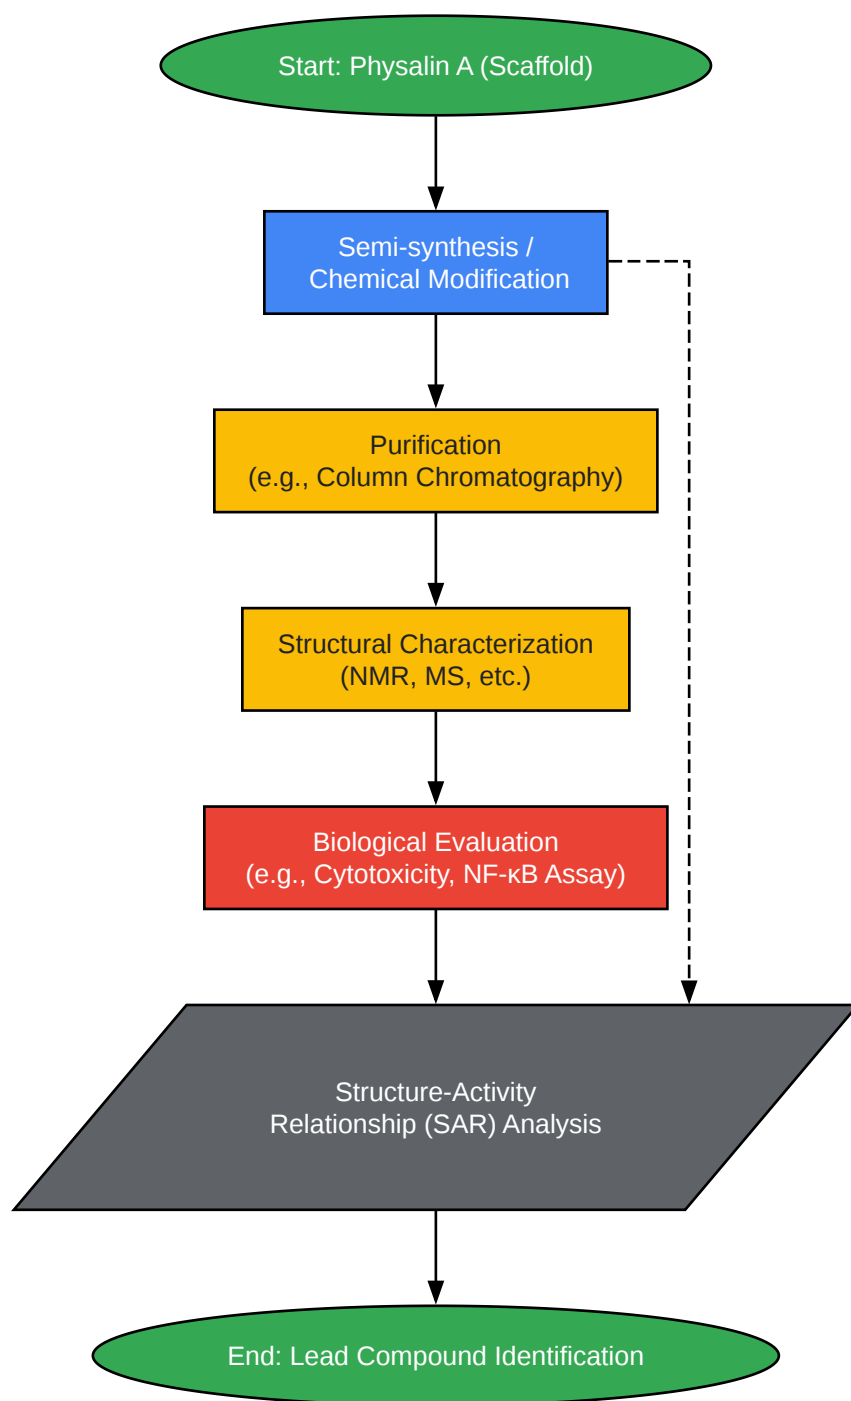 Start: Physalin A (Scaffold)
Semi-synthesis /
Chemical Modification
Purification
(e.g., Column Chromatography)
Structural Characterization
(NMR, MS, etc.)
Biological Evaluation
(e.g., Cytotoxicity, NF-κB Assay)
Structure-Activity
Relationship (SAR) Analysis
End: Lead Compound Identification